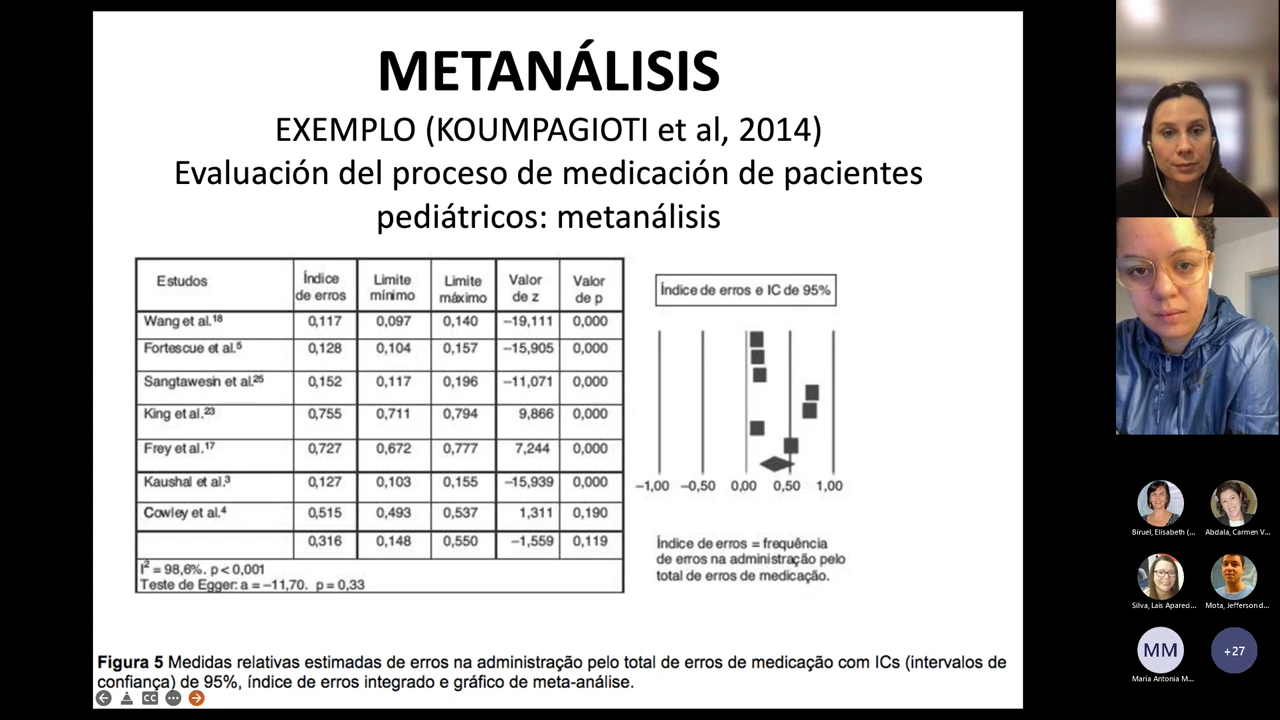 METANÁLISIS
EXEMPLO (KOUMPAGIOTI et al, 2014)
Evaluación del proceso de medicación de pacientes
pediátricos: metanálisis
Estudos Índice de erros Limite mínimo Limite máximo Valor de z Valor de p
Wang et al.¹⁸ 0,117 0,097 0,140 –19,111 0,000
Fortescue et al.⁵ 0,128 0,104 0,157 –15,905 0,000
Sangtawesin et al.²⁵ 0,152 0,117 0,196 –11,071 0,000
King et al.²³ 0,755 0,711 0,794 9,866 0,000
Frey et al.¹⁷ 0,727 0,672 0,777 7,244 0,000
Kaushal et al.³ 0,127 0,103 0,155 –15,939 0,000
Cowley et al.⁴ 0,515 0,493 0,537 1,311 0,190
0,316 0,148 0,550 –1,559 0,119
I² = 98,6%. p < 0,001
Teste de Egger: a = –11,70. p = 0,33
Índice de erros e IC de 95%
–1,00 –0,50 0,00 0,50 1,00
Índice de erros = frequência
de erros na administração pelo
total de erros de medicação.
Figura 5 Medidas relativas estimadas de erros na administração pelo total de erros de medicação com ICs (intervalos de
confiança) de 95%, índice de erros integrado e gráfico de meta-análise.
CC
Biruel, Elisabeth (...
Abdala, Carmen V...
Silva, Lais Apared...
Mota, Jefferson d...
MM
+27
María Antonia M...